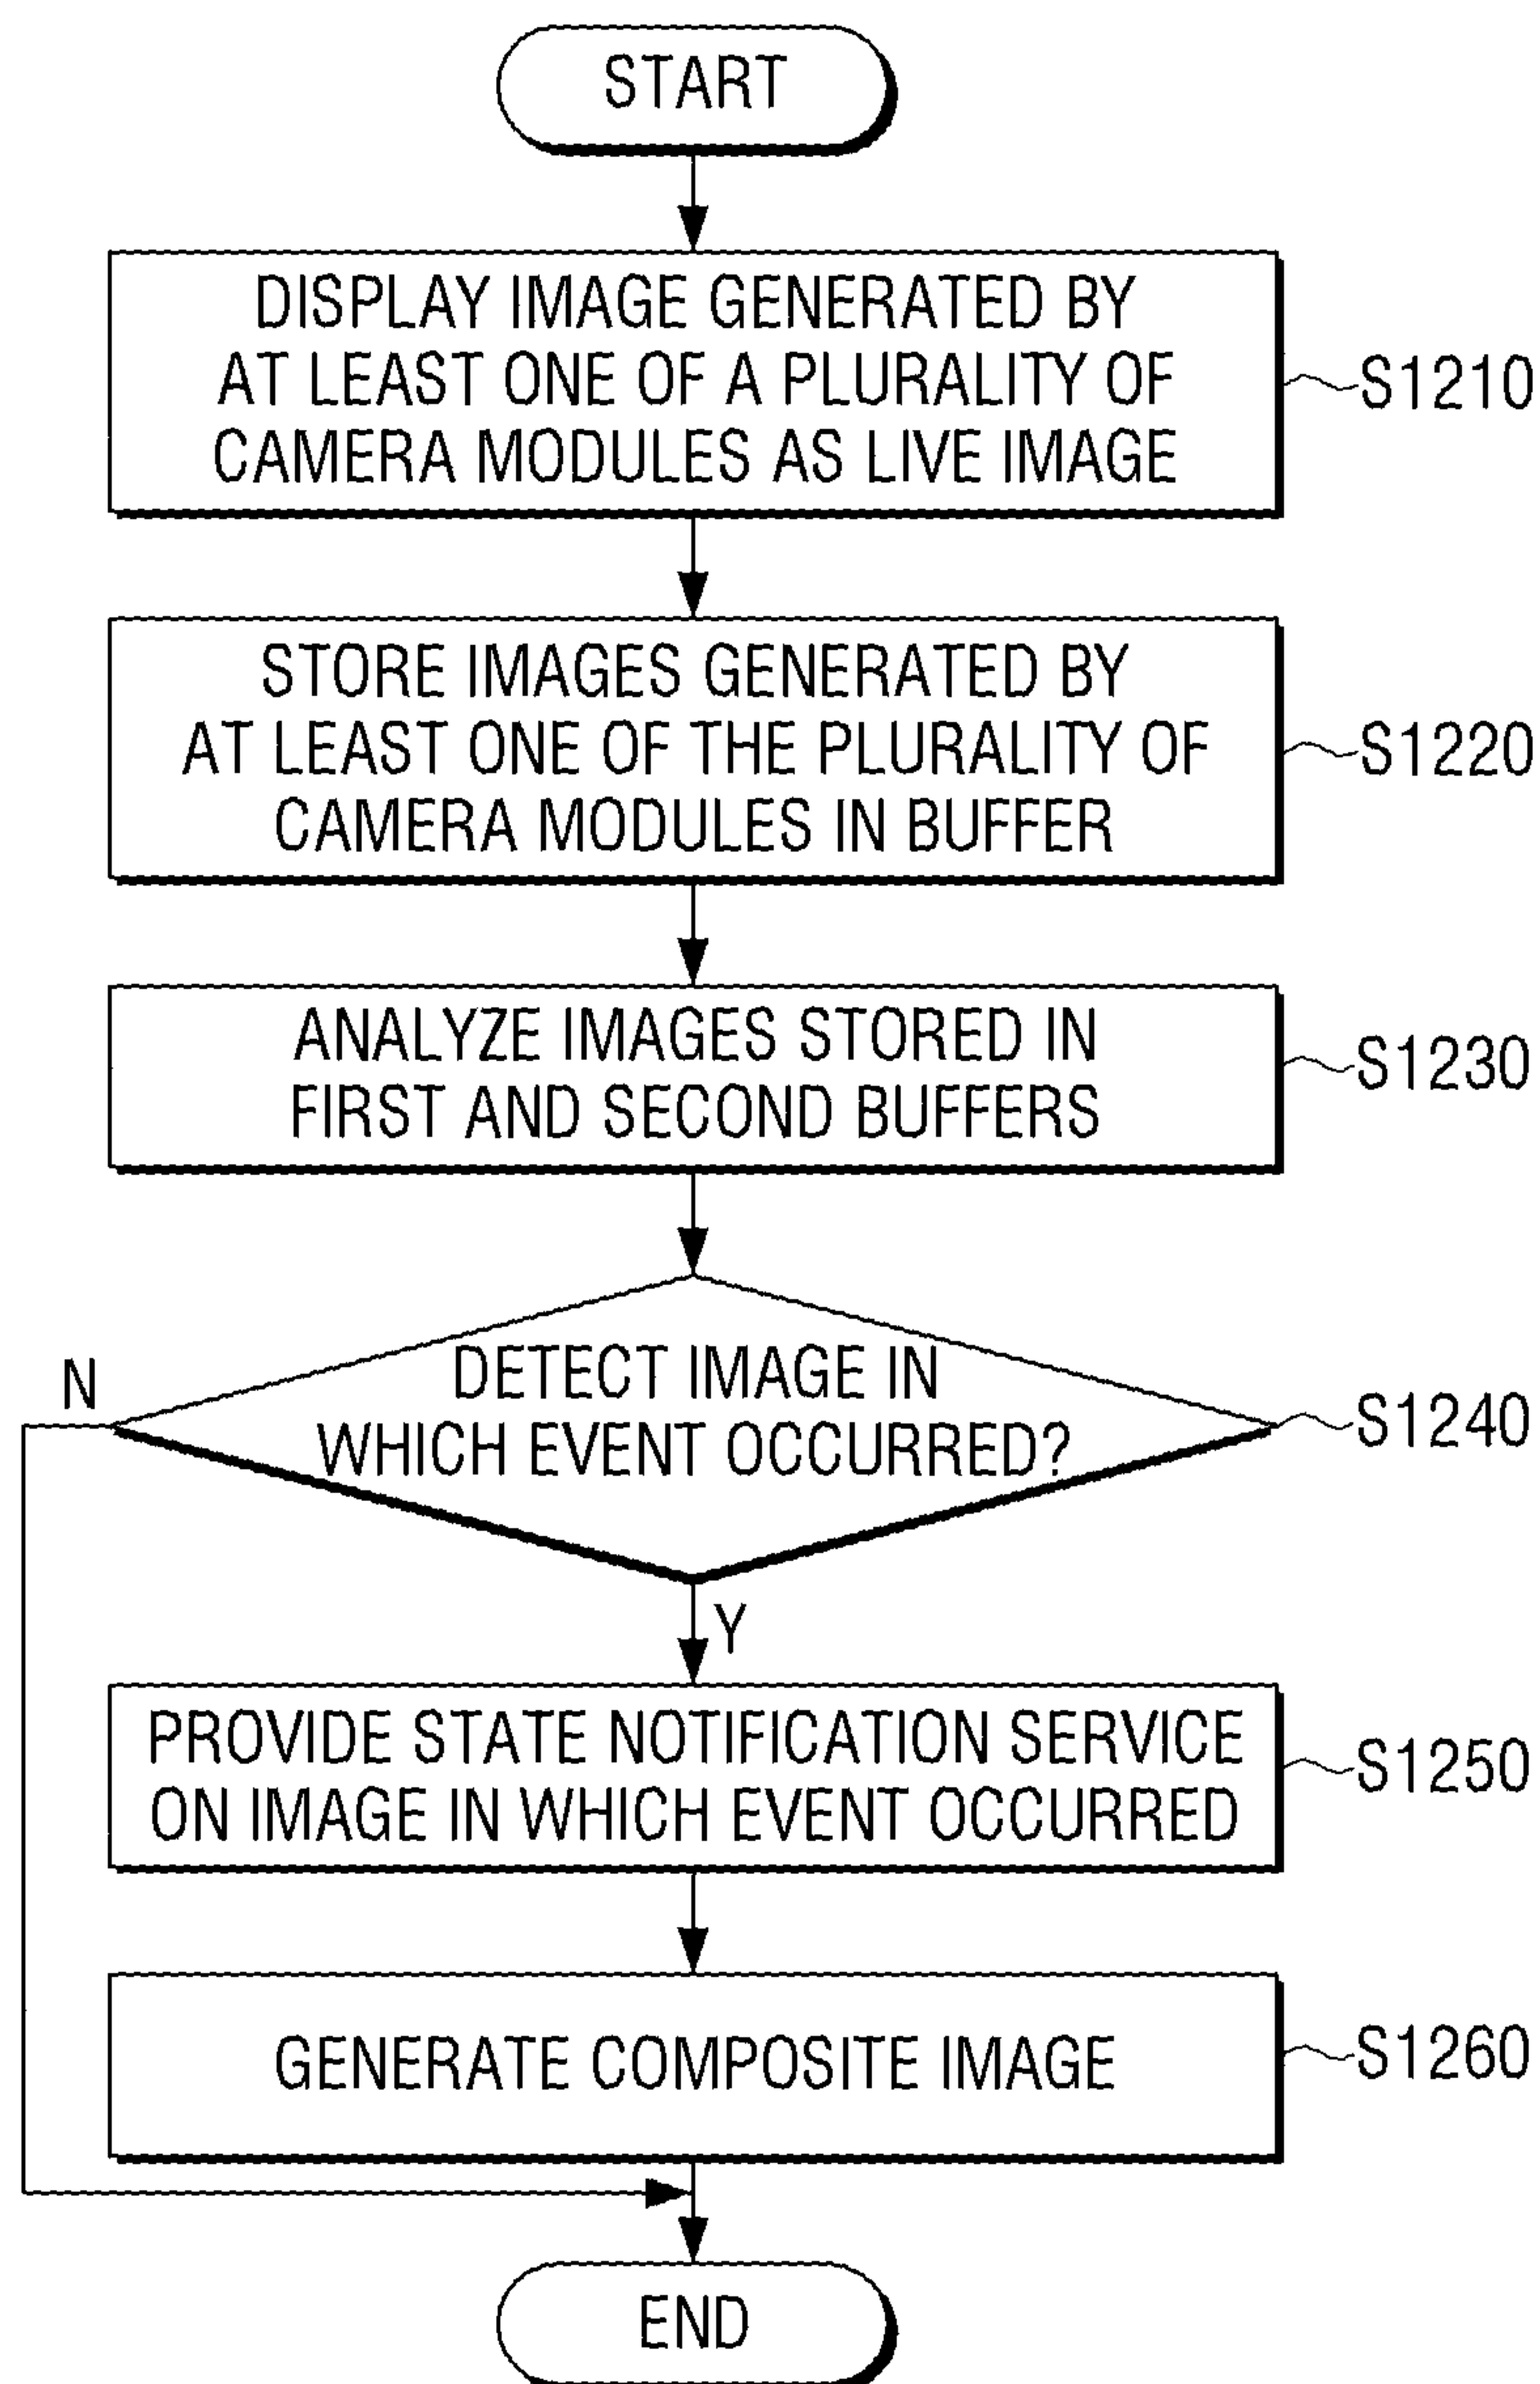 START
DISPLAY IMAGE GENERATED BY
AT LEAST ONE OF A PLURALITY OF
CAMERA MODULES AS LIVE IMAGE
S1210
STORE IMAGES GENERATED BY
AT LEAST ONE OF THE PLURALITY OF
CAMERA MODULES IN BUFFER
S1220
ANALYZE IMAGES STORED IN
FIRST AND SECOND BUFFERS
S1230
DETECT IMAGE IN
WHICH EVENT OCCURRED?
S1240
N
Y
PROVIDE STATE NOTIFICATION SERVICE
ON IMAGE IN WHICH EVENT OCCURRED
S1250
GENERATE COMPOSITE IMAGE
S1260
END